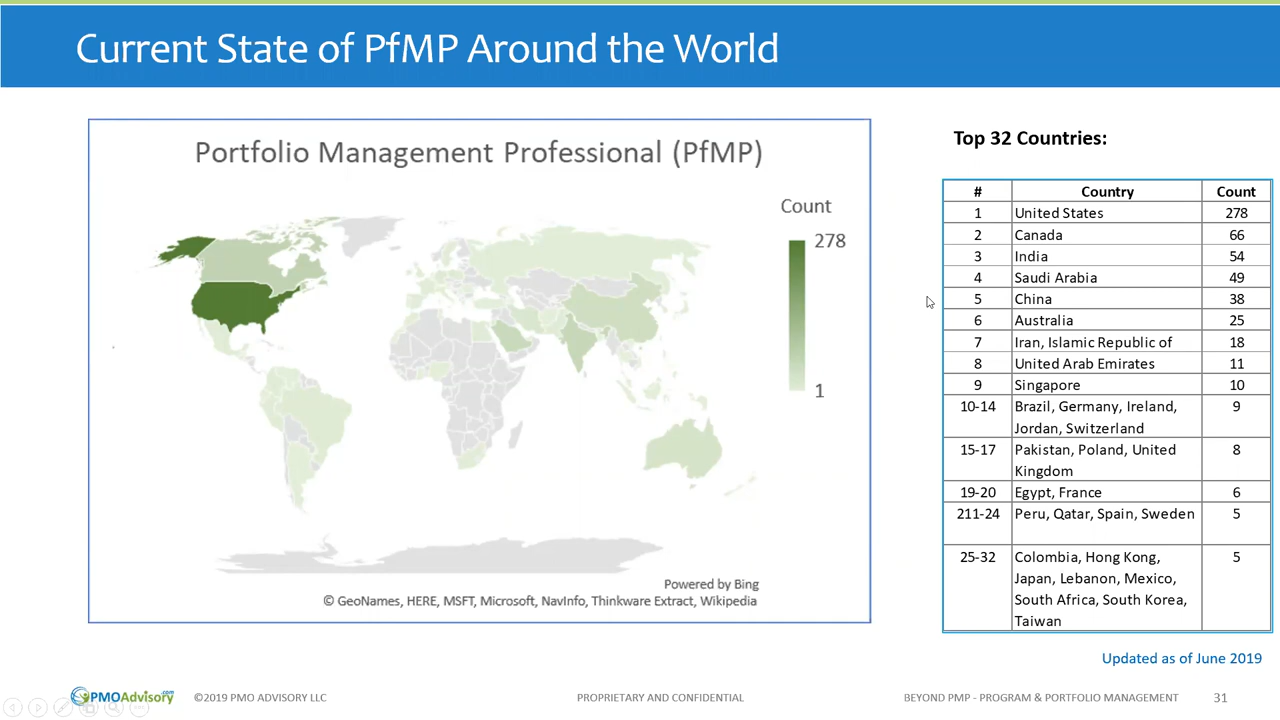 Current State of PfMP Around the World
Portfolio Management Professional (PfMP)
Count
278
1
Powered by Bing
© GeoNames, HERE, MSFT, Microsoft, NavInfo, Thinkware Extract, Wikipedia
Top 32 Countries:
# Country Count
1 United States 278
2 Canada 66
3 India 54
4 Saudi Arabia 49
5 China 38
6 Australia 25
7 Iran, Islamic Republic of 18
8 United Arab Emirates 11
9 Singapore 10
10-14 Brazil, Germany, Ireland, 9
Jordan, Switzerland
15-17 Pakistan, Poland, United 8
Kingdom
19-20 Egypt, France 6
211-24 Peru, Qatar, Spain, Sweden 5
25-32 Colombia, Hong Kong, 5
Japan, Lebanon, Mexico,
South Africa, South Korea,
Taiwan
Updated as of June 2019
PMOAdvisory.com ©2019 PMO ADVISORY LLC PROPRIETARY AND CONFIDENTIAL BEYOND PMP - PROGRAM & PORTFOLIO MANAGEMENT 31